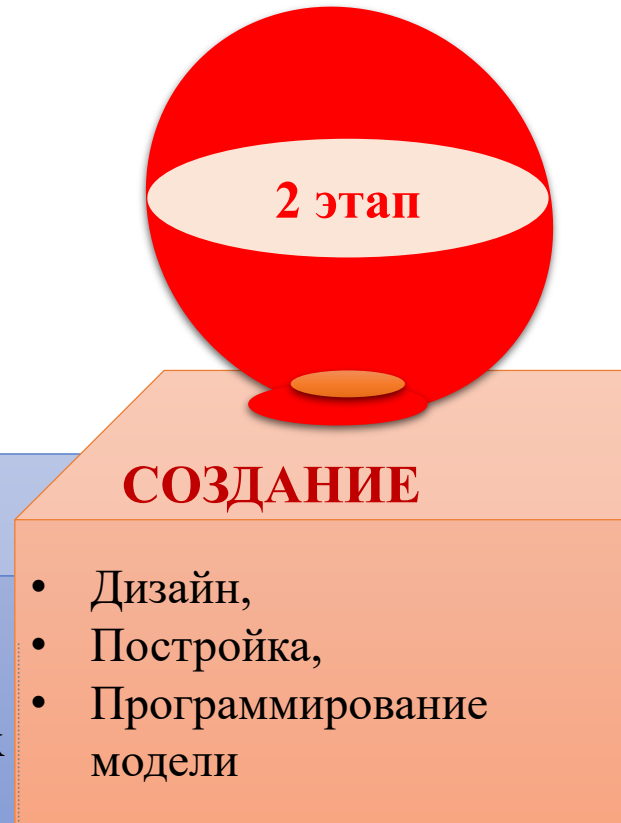 2 этап
СОЗДАНИЕ
• Дизайн,
• Постройка,
• Программирование
модели